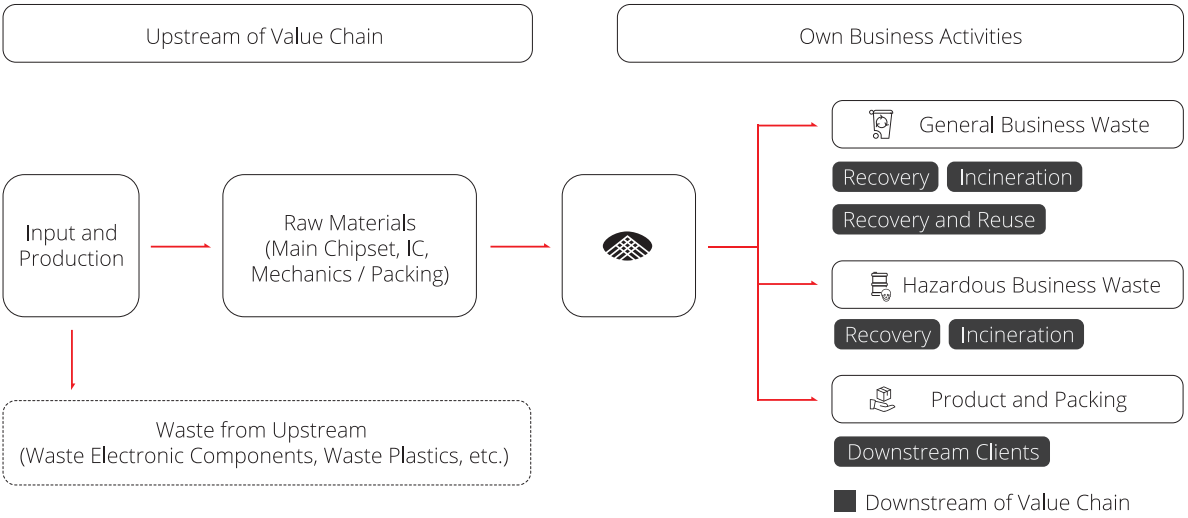 Upstream of Value Chain
Own Business Activities
Input and
Production
Raw Materials
(Main Chipset, IC,
Mechanics / Packing)
General Business Waste
Recovery
Incineration
Recovery and Reuse
Hazardous Business Waste
Recovery
Incineration
Product and Packing
Downstream Clients
Waste from Upstream
(Waste Electronic Components, Waste Plastics, etc.)
Downstream of Value Chain